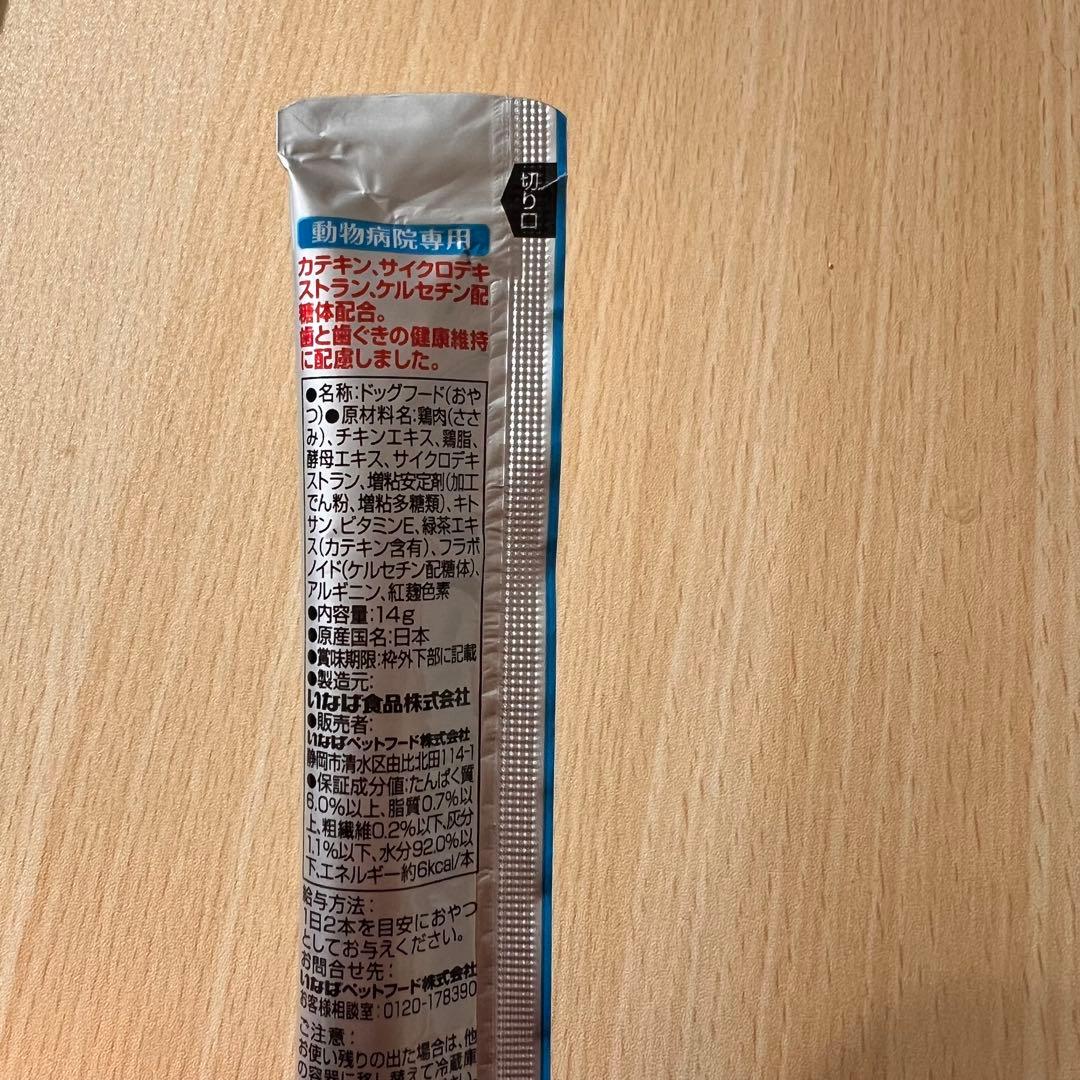 切り口
動物病院専用
カテキン、サイクロデキ
ストラン、ケルセチン配
糖体配合。
歯と歯ぐきの健康維持
に配慮しました。
●名称:ドッグフード(おや
つ)●原材料名:鶏肉(ささ
み)、チキンエキス、鶏脂、
酵母エキス、サイクロデキ
ストラン、増粘安定剤(加工
でん粉、増粘多糖類)、キト
サン、ビタミンE、緑茶エキ
ス(カテキン含有)、フラボ
ノイド(ケルセチン配糖体)、
アルギニン、紅麹色素
●内容量:14g
●原産国名:日本
●賞味期限:枠外下部に記載
●製造元:
いなば食品株式会社
●販売者:
いなばペットフード株式会社
静岡市清水区由比北田114-1
●保証成分値:たんぱく質
6.0%以上、脂質0.7%以
上、粗繊維0.2%以下、灰分
1.1%以下、水分92.0%以
下、エネルギー約6kcal/本
給与方法:
1日2本を目安におやつ
としてお与えください。
お問合せ先:
いなばペットフード株式会社
お客様相談室:0120-178390
ご注意:
お使い残りの出た場合は、他
の容器に移し替えて冷蔵庫